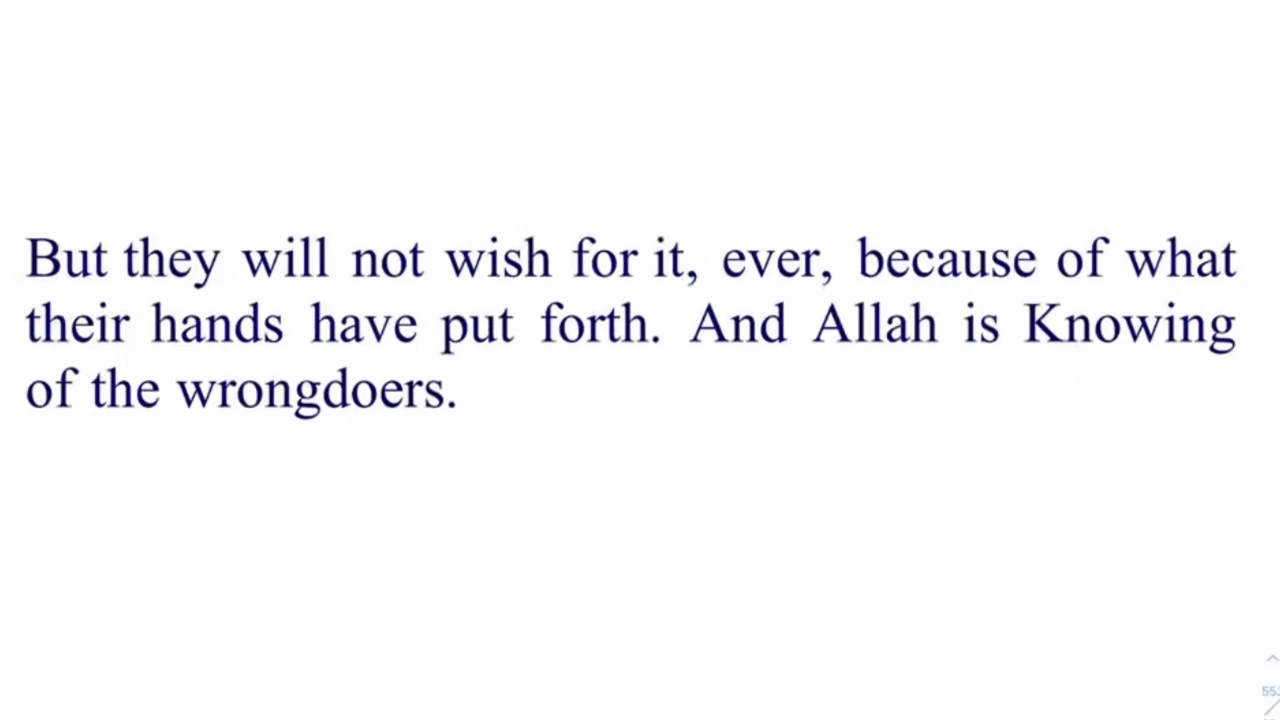 But they will not wish for it, ever, because of what
their hands have put forth. And Allah is Knowing
of the wrongdoers.